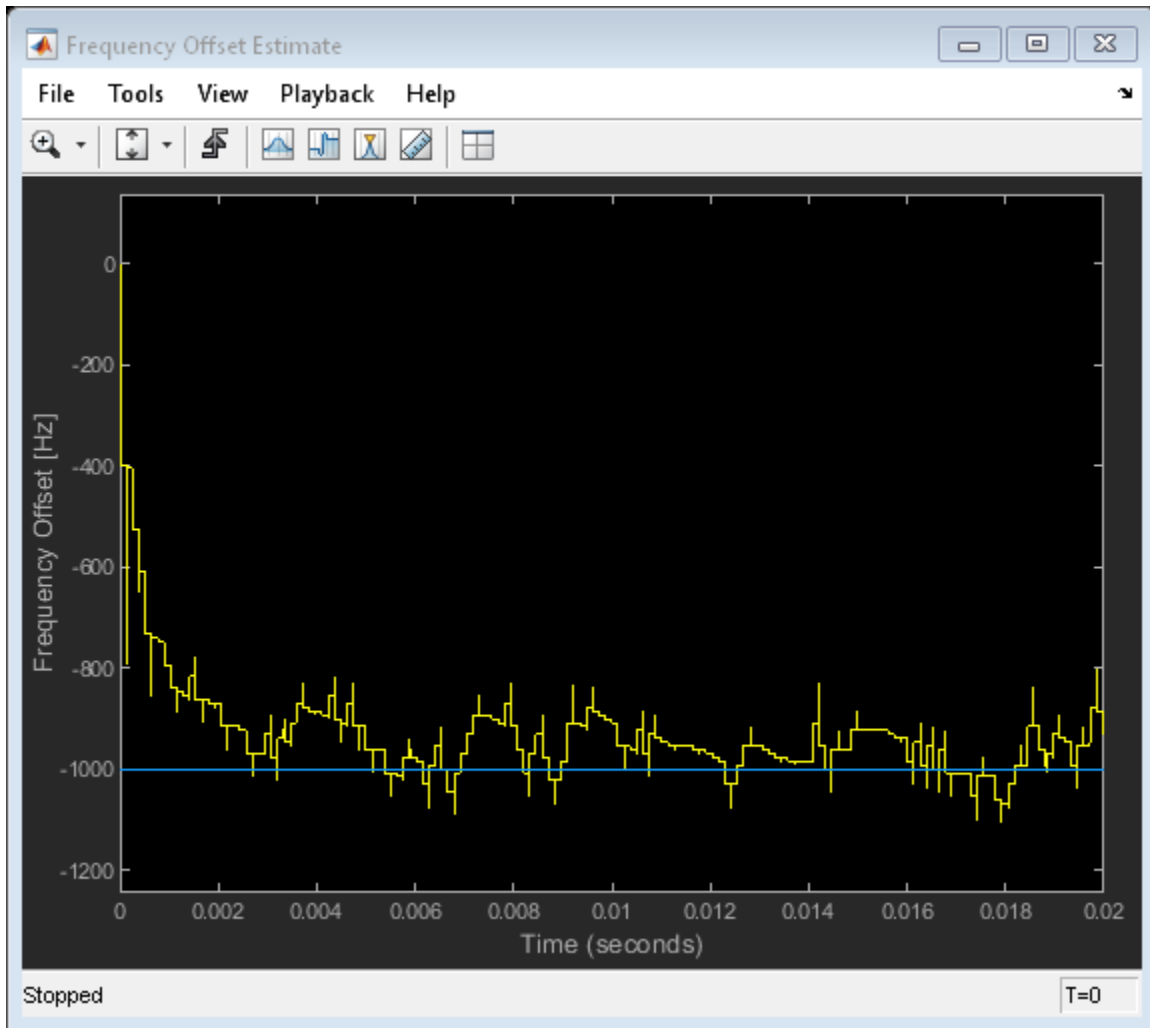 Frequency Offset Estimate
File Tools View Playback Help
0
-200
-400
-600
-800
-1000
-1200
Frequency Offset [Hz]
0 0.002 0.004 0.006 0.008 0.01 0.012 0.014 0.016 0.018 0.02
Time (seconds)
Stopped T=0